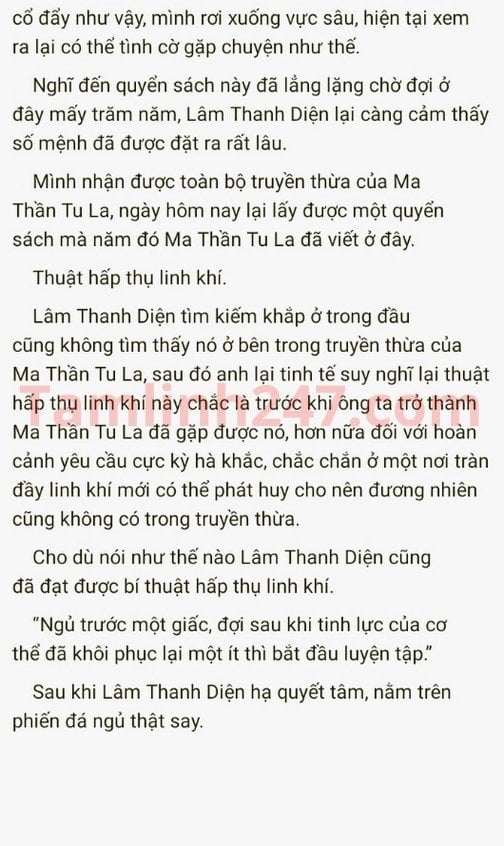 cổ đẩy như vậy, mình rơi xuống vực sâu, hiện tại xem
ra lại có thể tình cờ gặp chuyện như thế.
Nghĩ đến quyển sách này đã lẳng lặng chờ đợi ở
đây mấy trăm năm, Lâm Thanh Diện lại càng cảm thấy
số mệnh đã được đặt ra rất lâu.
Mình nhận được toàn bộ truyền thừa của Ma
Thần Tu La, ngày hôm nay lại lấy được một quyển
sách mà năm đó Ma Thần Tu La đã viết ở đây.
Thuật hấp thụ linh khí.
Lâm Thanh Diện tìm kiếm khắp ở trong đầu
cũng không tìm thấy nó ở bên trong truyền thừa của
Ma Thần Tu La, sau đó anh lại tinh tế suy nghĩ lại thuật
hấp thụ linh khí này chắc là trước khi ông ta trở thành
Ma Thần Tu La đã gặp được nó, hơn nữa đối với hoàn
cảnh yêu cầu cực kỳ hà khắc, chắc chắn ở một nơi tràn
đầy linh khí mới có thể phát huy cho nên đương nhiên
cũng không có trong truyền thừa.
Cho dù nói như thế nào Lâm Thanh Diện cũng
đã đạt được bí thuật hấp thụ linh khí.
“Ngủ trước một giấc, đợi sau khi tinh lực của cơ
thể đã khôi phục lại một ít thì bắt đầu luyện tập.”
Sau khi Lâm Thanh Diện hạ quyết tâm, nằm trên
phiến đá ngủ thật say.
Tamlinh247.com